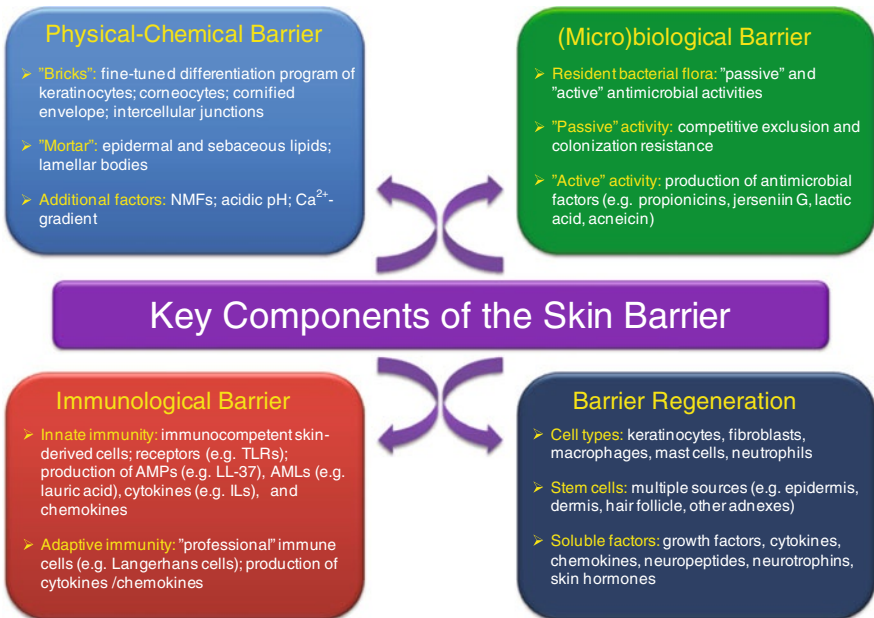 Physical-Chemical Barrier
➢ ”Bricks”: fine-tuned differentiation program of
keratinocytes; corneocytes; cornified
envelope; intercellular junctions
➢ ”Mortar”: epidermal and sebaceous lipids;
lamellar bodies
➢ Additional factors: NMFs; acidic pH; Ca²⁺-
gradient
(Micro)biological Barrier
➢ Resident bacterial flora: ”passive” and
”active” antimicrobial activities
➢ ”Passive” activity: competitive exclusion and
colonization resistance
➢ ”Active” activity: production of antimicrobial
factors (e.g. propionicins, jerseniin G, lactic
acid, acneicin)
Key Components of the Skin Barrier
Immunological Barrier
➢ Innate immunity: immunocompetent skin-
derived cells; receptors (e.g. TLRs);
production of AMPs (e.g. LL-37), AMLs (e.g.
lauric acid), cytokines (e.g. ILs), and
chemokines
➢ Adaptive immunity: ”professional” immune
cells (e.g. Langerhans cells); production of
cytokines /chemokines
Barrier Regeneration
➢ Cell types: keratinocytes, fibroblasts,
macrophages, mast cells, neutrophils
➢ Stem cells: multiple sources (e.g. epidermis,
dermis, hair follicle, other adnexes)
➢ Soluble factors: growth factors, cytokines,
chemokines, neuropeptides, neurotrophins,
skin hormones